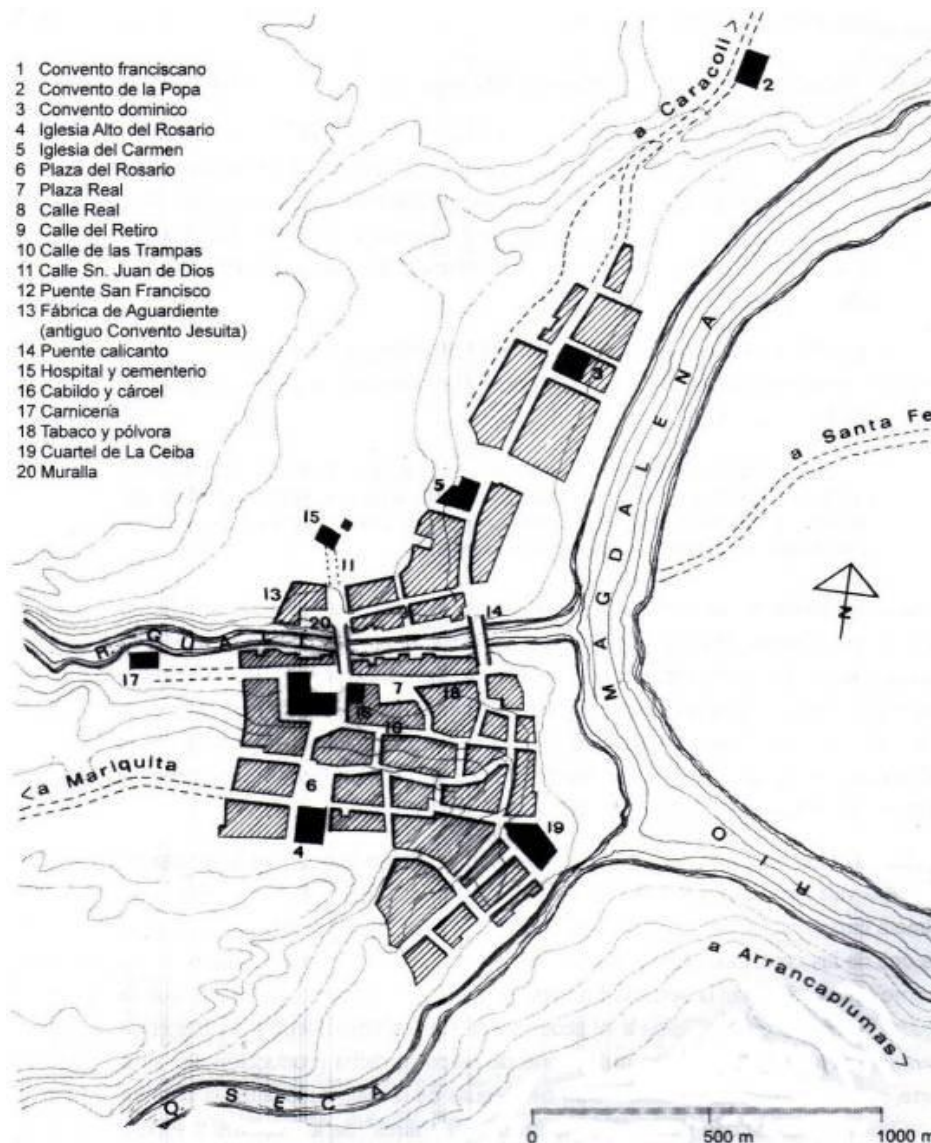 1 Convento franciscano
2 Convento de la Popa
3 Convento dominico
4 Iglesia Alto del Rosario
5 Iglesia del Carmen
6 Plaza del Rosario
7 Plaza Real
8 Calle Real
9 Calle del Retiro
10 Calle de las Trampas
11 Calle Sn. Juan de Dios
12 Puente San Francisco
13 Fábrica de Aguardiente
(antiguo Convento Jesuita)
14 Puente calicanto
15 Hospital y cementerio
16 Cabildo y cárcel
17 Carnicería
18 Tabaco y pólvora
19 Cuartel de La Ceiba
20 Muralla
a Caracolí >
2
3
a Santa Fe
5
15
11
13
20
14
N
R. GUALI
17
7
18
16
<a Mariquita
6
4
19
RIO MAGDALENA
a Arrancaplumas>
Q. SECA
0 500 m 1000 m